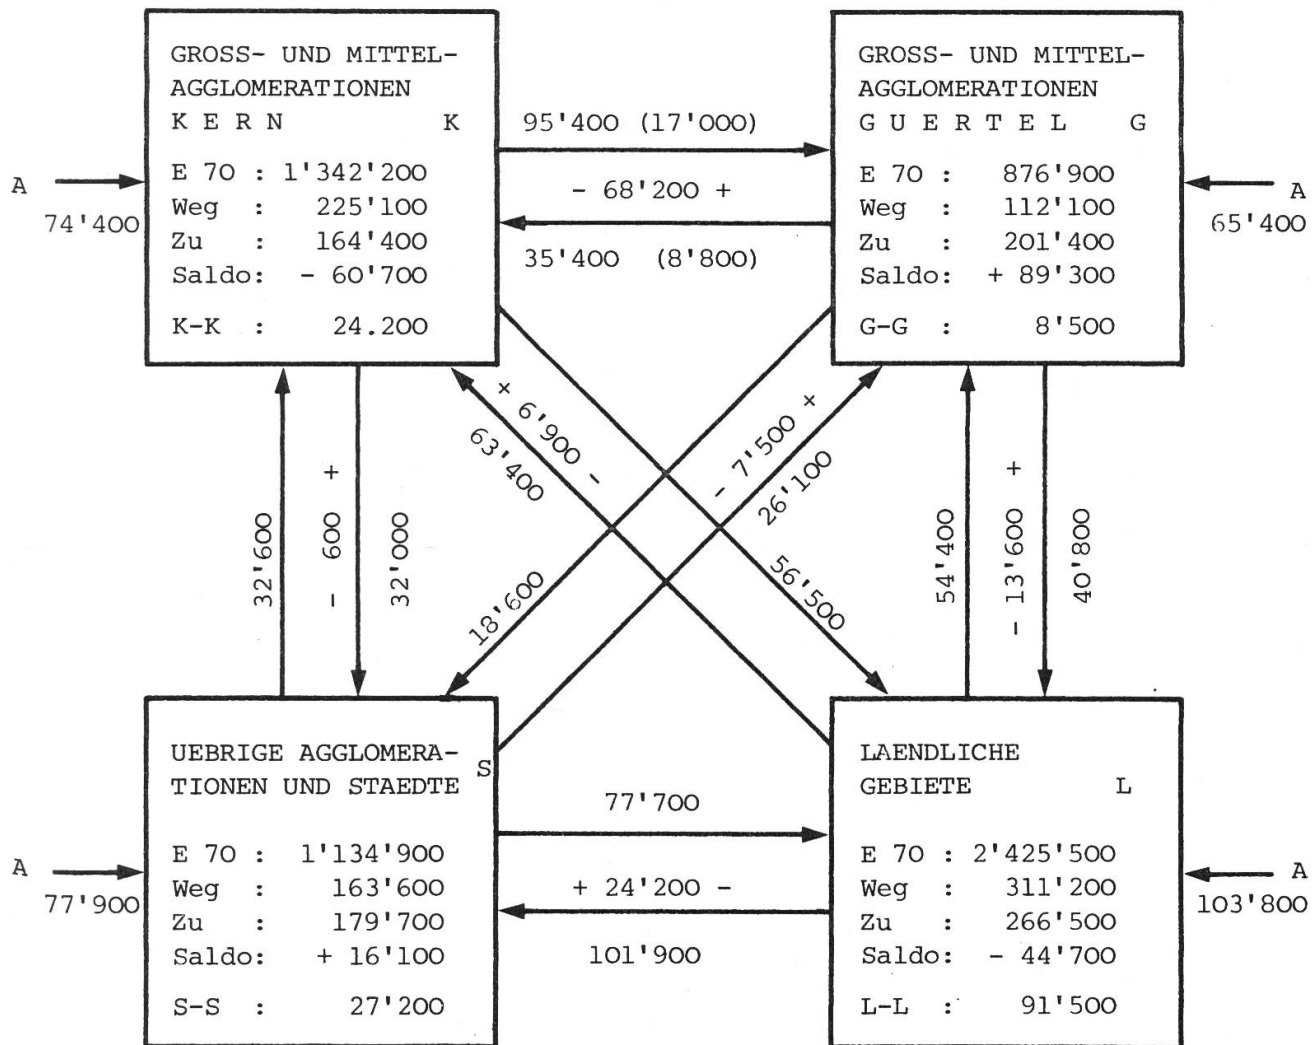 GROSS- UND MITTEL-
AGGLOMERATIONEN
K E R N K
E 70 : 1'342'200
Weg : 225'100
Zu : 164'400
Saldo: - 60'700
K-K : 24.200
A
74'400
95'400 (17'000)
- 68'200 +
35'400 (8'800)
GROSS- UND MITTEL-
AGGLOMERATIONEN
G U E R T E L G
E 70 : 876'900
Weg : 112'100
Zu : 201'400
Saldo: + 89'300
G-G : 8'500
A
65'400
32'600
- 600 +
32'000
+ 6'900 -
63'400
- 7'500 +
26'100
18'600
56'500
54'400
- 13'600 +
40'800
UEBRIGE AGGLOMERA-
TIONEN UND STAEDTE S
E 70 : 1'134'900
Weg : 163'600
Zu : 179'700
Saldo: + 16'100
S-S : 27'200
A
77'900
77'700
+ 24'200 -
101'900
LAENDLICHE
GEBIETE L
E 70 : 2'425'500
Weg : 311'200
Zu : 266'500
Saldo: - 44'700
L-L : 91'500
A
103'800